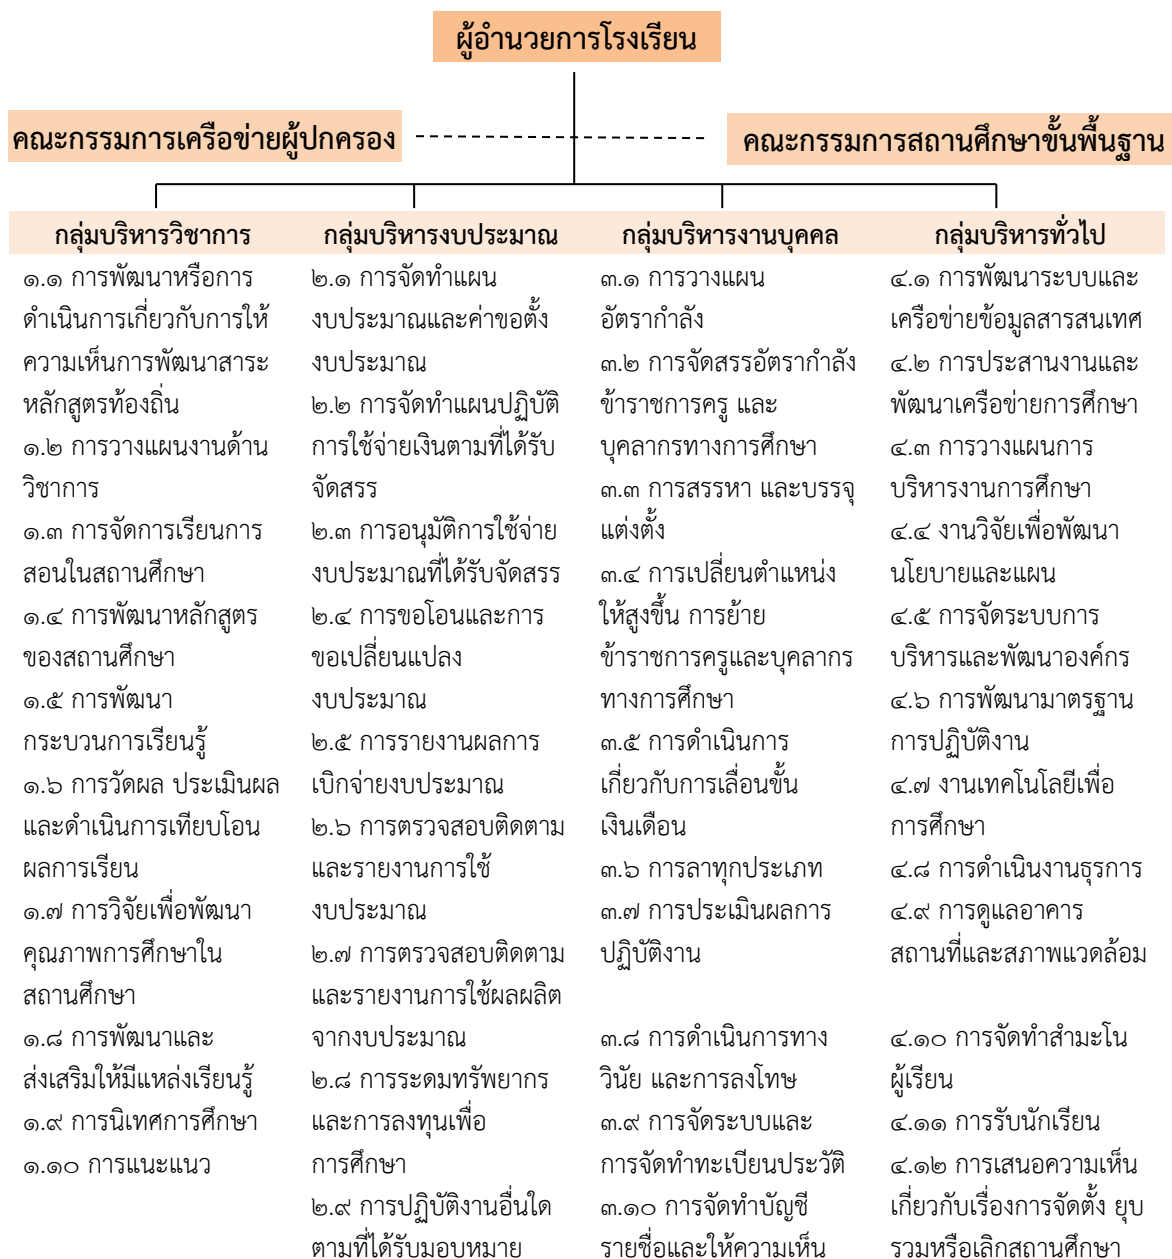 ผู้อำนวยการโรงเรียน
คณะกรรมการเครือข่ายผู้ปกครอง
คณะกรรมการสถานศึกษาขั้นพื้นฐาน
กลุ่มบริหารวิชาการ
๑.๑ การพัฒนาหรือการ
ดำเนินการเกี่ยวกับการให้
ความเห็นการพัฒนาสาระ
หลักสูตรท้องถิ่น
๑.๒ การวางแผนงานด้าน
วิชาการ
๑.๓ การจัดการเรียนการ
สอนในสถานศึกษา
๑.๔ การพัฒนาหลักสูตร
ของสถานศึกษา
๑.๕ การพัฒนา
กระบวนการเรียนรู้
๑.๖ การวัดผล ประเมินผล
และดำเนินการเทียบโอน
ผลการเรียน
๑.๗ การวิจัยเพื่อพัฒนา
คุณภาพการศึกษาใน
สถานศึกษา
๑.๘ การพัฒนาและ
ส่งเสริมให้มีแหล่งเรียนรู้
๑.๙ การนิเทศการศึกษา
๑.๑๐ การแนะแนว
กลุ่มบริหารงบประมาณ
๒.๑ การจัดทำแผน
งบประมาณและค่าขอตั้ง
งบประมาณ
๒.๒ การจัดทำแผนปฏิบัติ
การใช้จ่ายเงินตามที่ได้รับ
จัดสรร
๒.๓ การอนุมัติการใช้จ่าย
งบประมาณที่ได้รับจัดสรร
๒.๔ การขอโอนและการ
ขอเปลี่ยนแปลง
งบประมาณ
๒.๕ การรายงานผลการ
เบิกจ่ายงบประมาณ
๒.๖ การตรวจสอบติดตาม
และรายงานการใช้
งบประมาณ
๒.๗ การตรวจสอบติดตาม
และรายงานการใช้ผลผลิต
จากงบประมาณ
๒.๘ การระดมทรัพยากร
และการลงทุนเพื่อ
การศึกษา
๒.๙ การปฏิบัติงานอื่นใด
ตามที่ได้รับมอบหมาย
กลุ่มบริหารงานบุคคล
๓.๑ การวางแผน
อัตรากำลัง
๓.๒ การจัดสรรอัตรากำลัง
ข้าราชการครู และ
บุคลากรทางการศึกษา
๓.๓ การสรรหา และบรรจุ
แต่งตั้ง
๓.๔ การเปลี่ยนตำแหน่ง
ให้สูงขึ้น การย้าย
ข้าราชการครูและบุคลากร
ทางการศึกษา
๓.๕ การดำเนินการ
เกี่ยวกับการเลื่อนขั้น
เงินเดือน
๓.๖ การลาทุกประเภท
๓.๗ การประเมินผลการ
ปฏิบัติงาน
๓.๘ การดำเนินการทาง
วินัย และการลงโทษ
๓.๙ การจัดระบบและ
การจัดทำทะเบียนประวัติ
๓.๑๐ การจัดทำบัญชี
รายชื่อและให้ความเห็น
กลุ่มบริหารทั่วไป
๔.๑ การพัฒนาระบบและ
เครือข่ายข้อมูลสารสนเทศ
๔.๒ การประสานงานและ
พัฒนาเครือข่ายการศึกษา
๔.๓ การวางแผนการ
บริหารงานการศึกษา
๔.๔ งานวิจัยเพื่อพัฒนา
นโยบายและแผน
๔.๕ การจัดระบบการ
บริหารและพัฒนาองค์กร
๔.๖ การพัฒนามาตรฐาน
การปฏิบัติงาน
๔.๗ งานเทคโนโลยีเพื่อ
การศึกษา
๔.๘ การดำเนินงานธุรการ
๔.๙ การดูแลอาคาร
สถานที่และสภาพแวดล้อม
๔.๑๐ การจัดทำสำมะโน
ผู้เรียน
๔.๑๑ การรับนักเรียน
๔.๑๒ การเสนอความเห็น
เกี่ยวกับเรื่องการจัดตั้ง ยุบ
รวมหรือเลิกสถานศึกษา